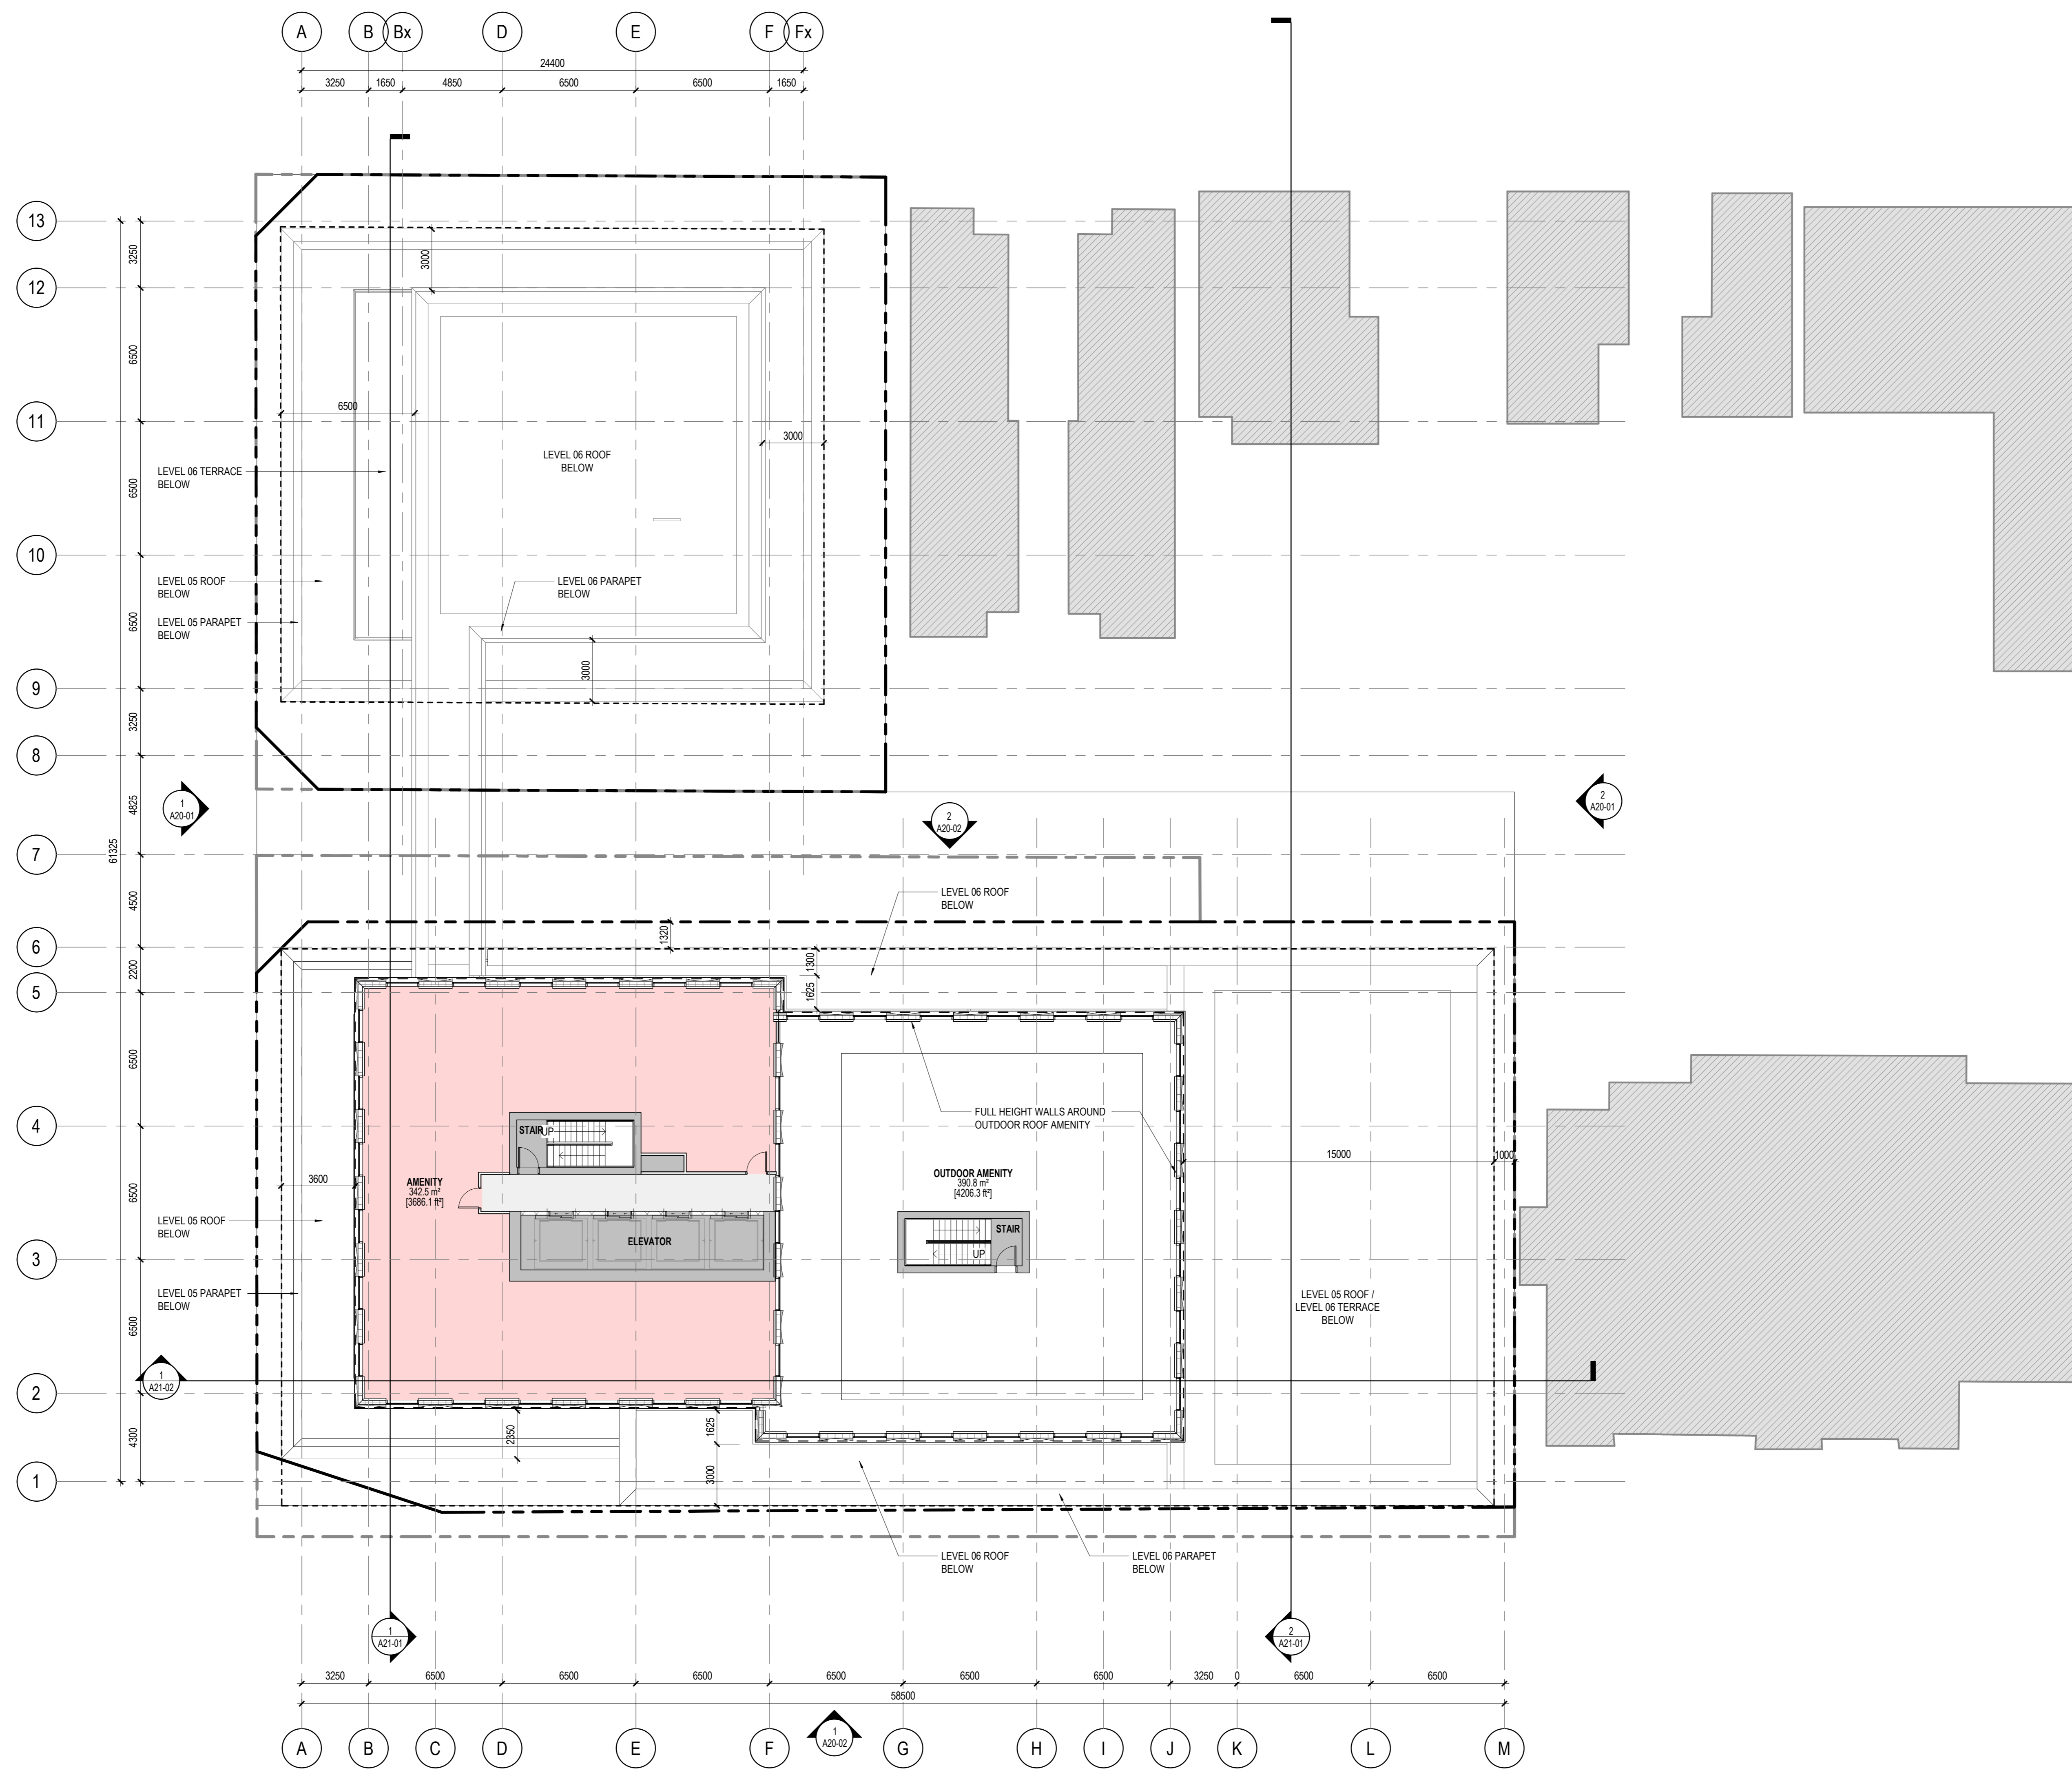 A B Bx D E F Fx
24400
3250 1650 4850 6500 6500 1650
13
3250
3000
12
6500
6500
11
3000
LEVEL 06 ROOF
BELOW
LEVEL 06 TERRACE
BELOW
6500
10
LEVEL 05 ROOF
BELOW
LEVEL 06 PARAPET
BELOW
6500
LEVEL 05 PARAPET
BELOW
3000
9
3250
8
1
A20-01
4825
2
A20-02
2
A20-01
61325
7
4500
LEVEL 06 ROOF
BELOW
1320
6
2200
1300
5
1625
6500
4
FULL HEIGHT WALLS AROUND
OUTDOOR ROOF AMENITY
STAIR
UP
15000
1000
3600
6500
AMENITY
342.5 m²
[3686.1 ft²]
OUTDOOR AMENITY
390.8 m²
[4206.3 ft²]
LEVEL 05 ROOF
BELOW
STAIR
UP
ELEVATOR
3
LEVEL 05 PARAPET
BELOW
6500
LEVEL 05 ROOF /
LEVEL 06 TERRACE
BELOW
1
A21-02
2
4300
2350
1625
3000
1
LEVEL 06 ROOF
BELOW
LEVEL 06 PARAPET
BELOW
1
A21-01
2
A21-01
3250 6500 6500 6500 6500 6500 6500 3250 0 6500 6500
58500
1
A20-02
A B C D E F G H I J K L M